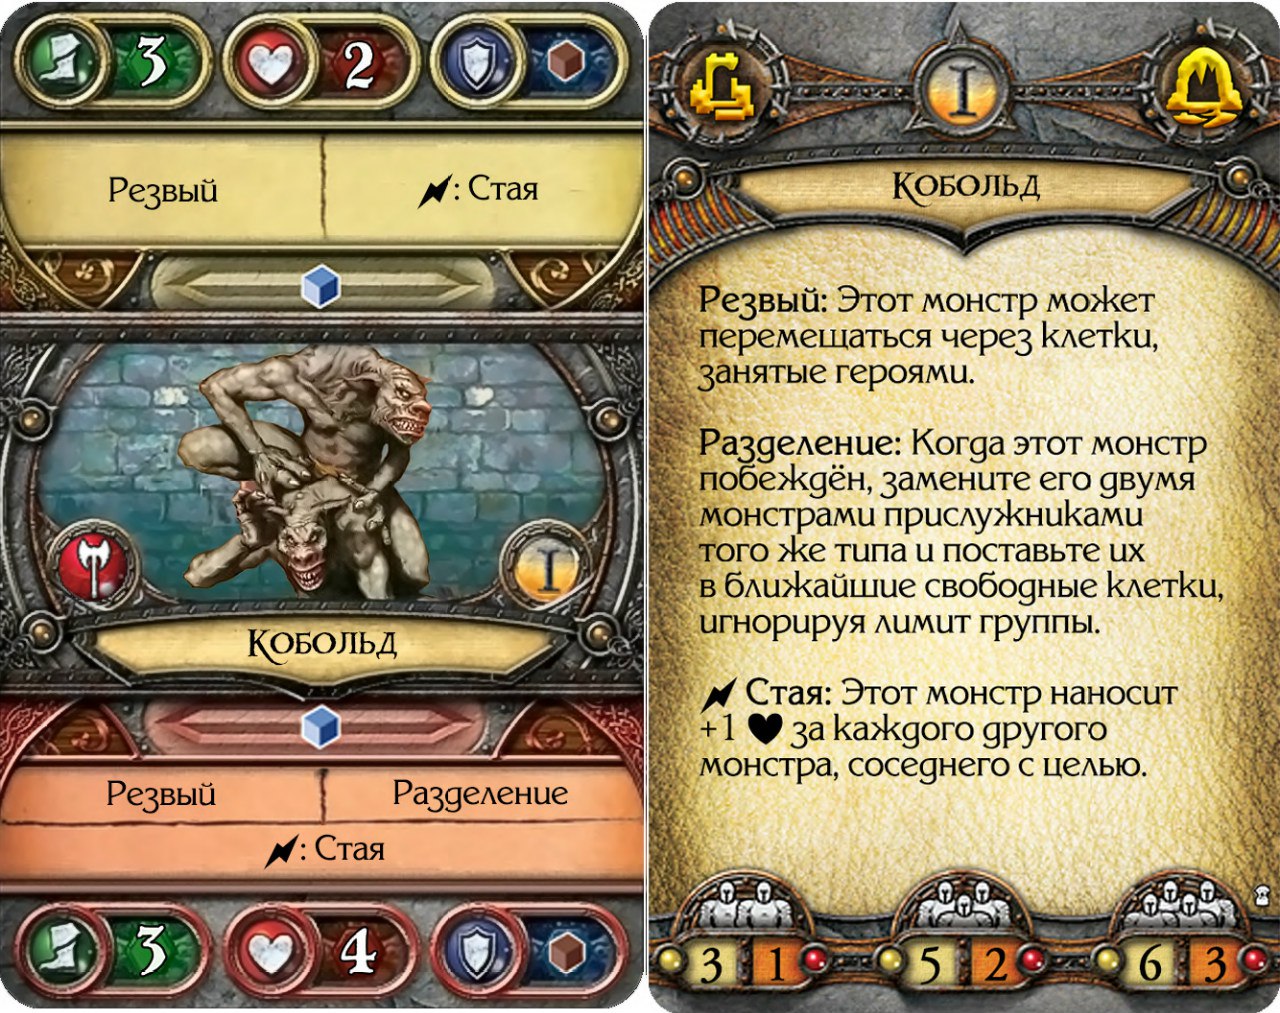 3 2
Резвый : Стая
I
Кобольд
Резвый Разделение
: Стая
3 4
I
Кобольд
Резвый: Этот монстр может
перемещаться через клетки,
занятые героями.
Разделение: Когда этот монстр
побеждён, замените его двумя
монстрами прислужниками
того же типа и поставьте их
в ближайшие свободные клетки,
игнорируя лимит группы.
Стая: Этот монстр наносит
+1 за каждого другого
монстра, соседнего с целью.
3 1 5 2 6 3